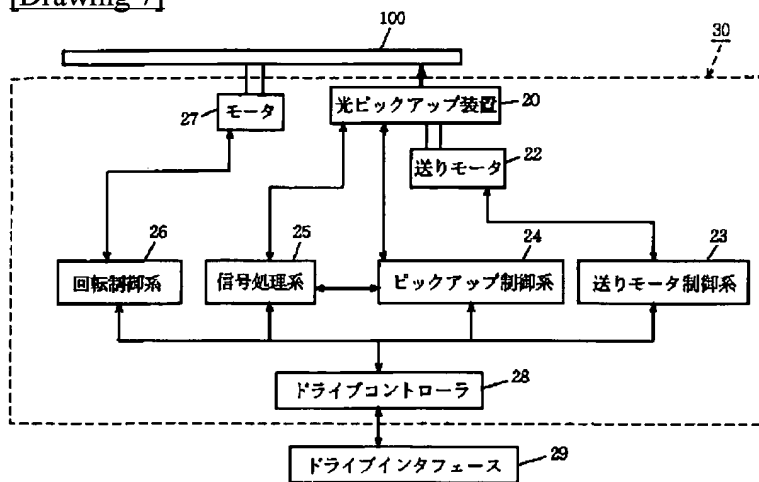 [Drawing 7]
100
30
27 モータ
光ピックアップ装置 20
送りモータ 22
26
25
24
23
回転制御系
信号処理系
ピックアップ制御系
送りモータ制御系
ドライブコントローラ 28
ドライブインタフェース 29